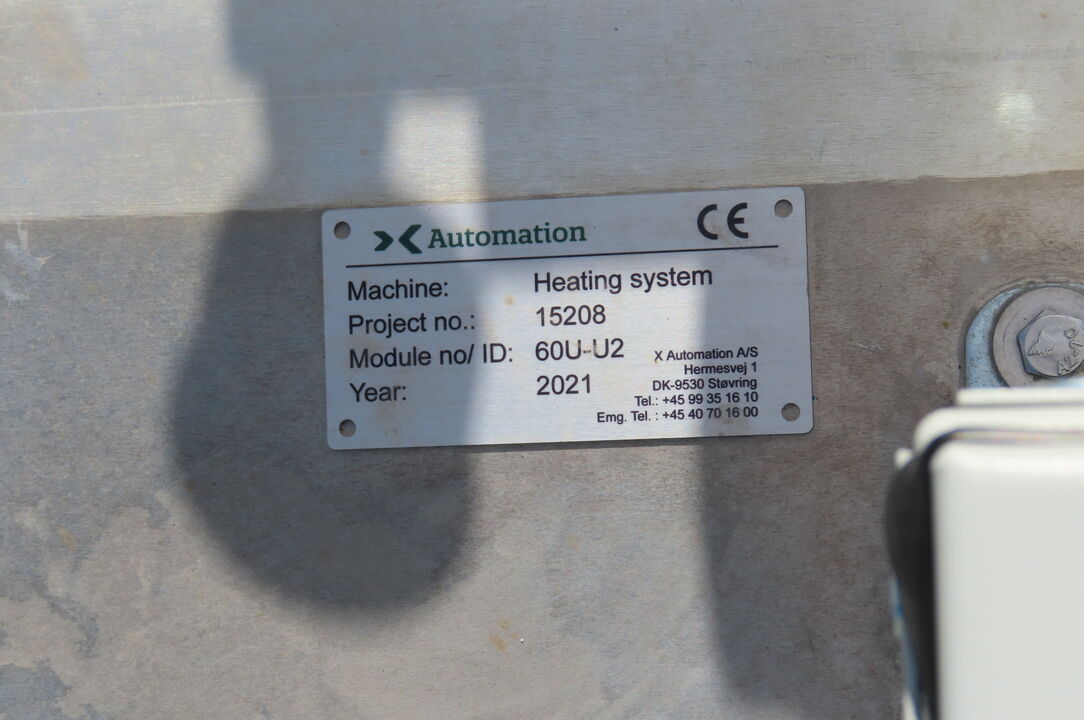 Automation CE
Machine: Heating system
Project no.: 15208
Module no/ ID: 60U-U2
Year: 2021
X Automation A/S
Hermesvej 1
DK-9530 Støvring
Tel.: +45 99 35 16 10
Emg. Tel. : +45 40 70 16 00